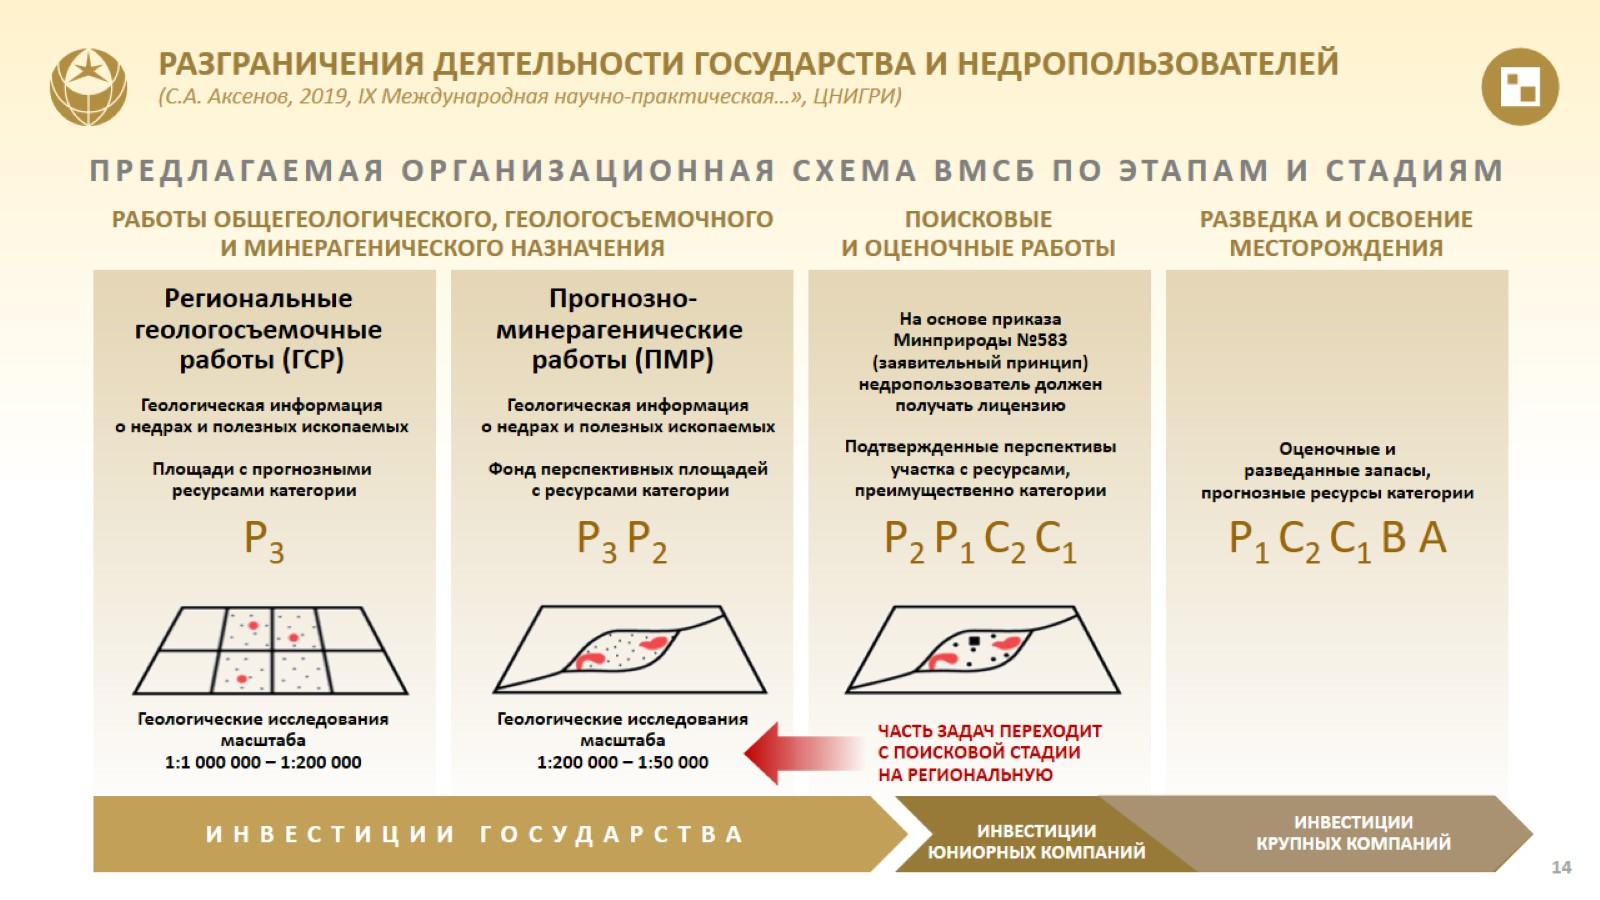 РАЗГРАНИЧЕНИЯ ДЕЯТЕЛЬНОСТИ ГОСУДАРСТВА И НЕДРОПОЛЬЗОВАТЕЛЕЙ
(С.А. Аксенов, 2019, IX Международная научно-практическая...», ЦНИГРИ)
ПРЕДЛАГАЕМАЯ ОРГАНИЗАЦИОННАЯ СХЕМА ВМСБ ПО ЭТАПАМ И СТАДИЯМ
РАБОТЫ ОБЩЕГЕОЛОГИЧЕСКОГО, ГЕОЛОГОСЪЕМОЧНОГО
И МИНЕРАГЕНИЧЕСКОГО НАЗНАЧЕНИЯ
Региональные
геологосъемочные
работы (ГСР)
Геологическая информация
о недрах и полезных ископаемых
Площади с прогнозными
ресурсами категории
P3
Геологические исследования
масштаба
1:1 000 000 – 1:200 000
Прогнозно-
минерагенические
работы (ПМР)
Геологическая информация
о недрах и полезных ископаемых
Фонд перспективных площадей
с ресурсами категории
P3 P2
Геологические исследования
масштаба
1:200 000 – 1:50 000
ПОИСКОВЫЕ
И ОЦЕНОЧНЫЕ РАБОТЫ
На основе приказа
Минприроды №583
(заявительный принцип)
недропользователь должен
получать лицензию
Подтвержденные перспективы
участка с ресурсами,
преимущественно категории
P2 P1 C2 C1
ЧАСТЬ ЗАДАЧ ПЕРЕХОДИТ
С ПОИСКОВОЙ СТАДИИ
НА РЕГИОНАЛЬНУЮ
РАЗВЕДКА И ОСВОЕНИЕ
МЕСТОРОЖДЕНИЯ
Оценочные и
разведанные запасы,
прогнозные ресурсы категории
P1 C2 C1 B A
ИНВЕСТИЦИИ ГОСУДАРСТВА
ИНВЕСТИЦИИ
ЮНИОРНЫХ КОМПАНИЙ
ИНВЕСТИЦИИ
КРУПНЫХ КОМПАНИЙ
14